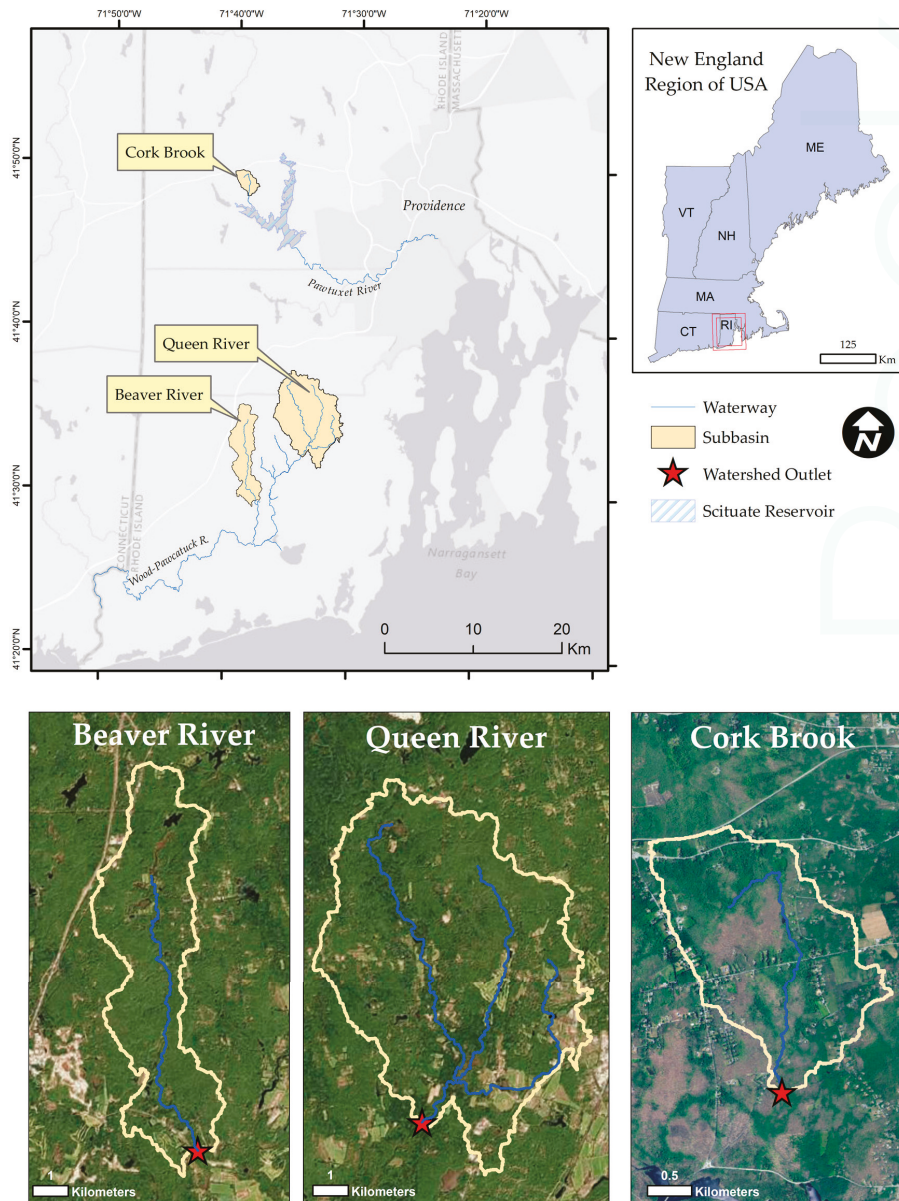 71°50'0"W
71°40'0"W
71°20'0"W
41°50'0"N
41°40'0"N
41°30'0"N
41°20'0"N
RHODE ISLAND
MASSACHUSETTS
Cork Brook
Providence
Pawtuxet River
Queen River
Beaver River
CONNECTICUT
RHODE ISLAND
Wood-Pawcatuck R.
Narragansett
Bay
0 10 20
Km
New England
Region of USA
ME
VT
NH
MA
CT
RI
125
Km
Waterway
Subbasin
Watershed Outlet
Scituate Reservoir
N
Beaver River
1
Kilometers
Queen River
1
Kilometers
Cork Brook
0.5
Kilometers